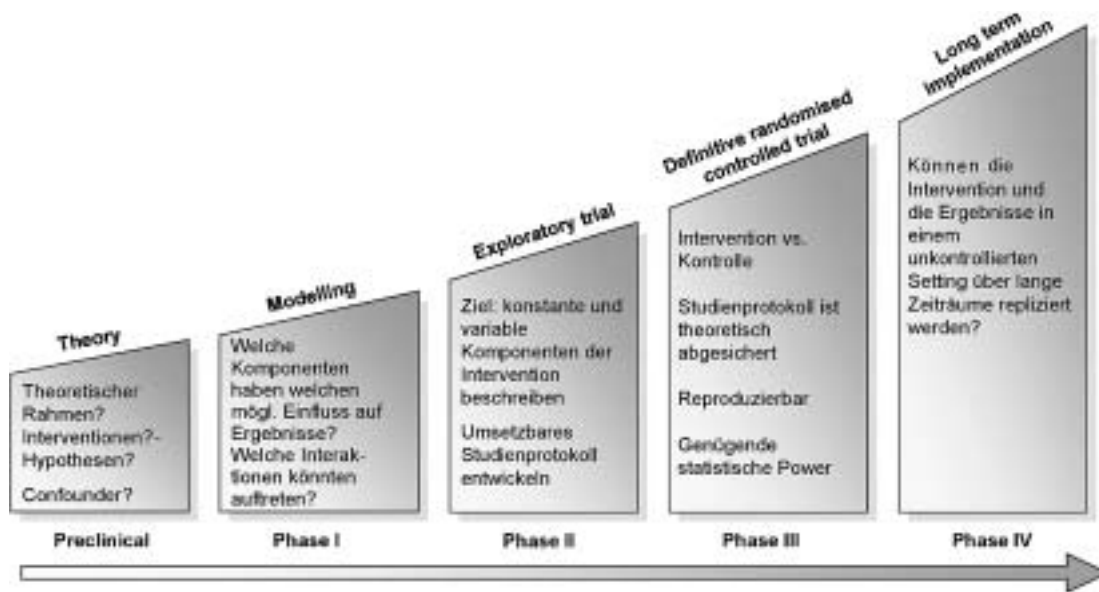 Theory
Theoretischer
Rahmen?
Interventionen?-
Hypothesen?
Confounder?
Preclinical
Modelling
Welche
Komponenten
haben welchen
mögl. Einfluss auf
Ergebnisse?
Welche Interak-
tionen könnten
auftreten?
Phase I
Exploratory trial
Ziel: konstante und
variable
Komponenten der
Intervention
beschreiben
Umsetzbares
Studienprotokoll
entwickeln
Phase II
Definitive randomised
controlled trial
Intervention vs.
Kontrolle
Studienprotokoll ist
theoretisch
abgesichert
Reproduzierbar
Genügende
statistische Power
Phase III
Long term
implementation
Können die
Intervention und
die Ergebnisse in
einem
unkontrollierten
Setting über lange
Zeiträume repliziert
werden?
Phase IV